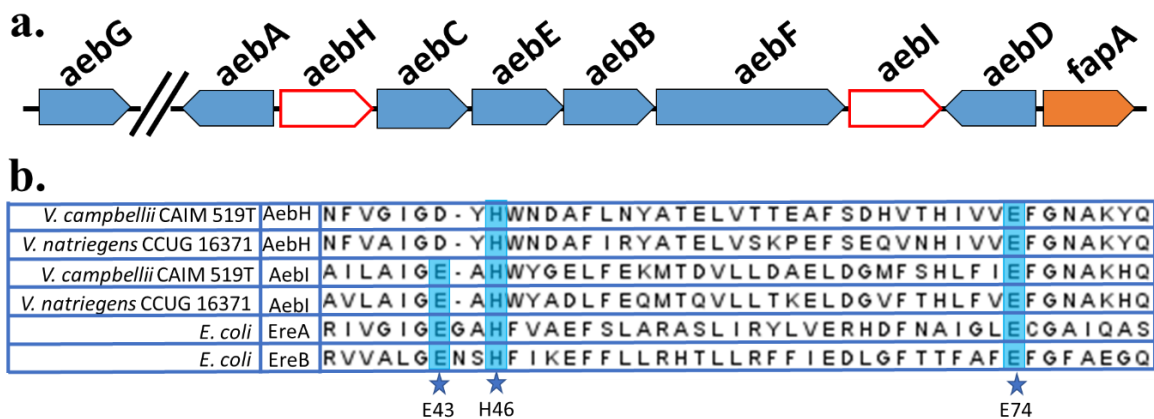 a.
aebG aebA aebH aebC aebE aebB aebF aebI aebD fapA
b.
V. campbellii CAIM 519T AebH NFVGIGD-YHWNDAFLNYATELVTTEAFSDHVTHIVVEFGNAKYQ
V. natriegens CCUG 16371 AebH NFVAIGD-YHWNDAFIRYATELVSKPEFSEQVNHIVVEFGNAKYQ
V. campbellii CAIM 519T AebI AILAIGE-AHWYGELFEKMTDVLLDAELDGMFSHLFIEFGNAKHQ
V. natriegens CCUG 16371 AebI AVLAIGE-AHWYADLFEQMTQVLLTKELDGVFTHLFVEFGNAKHQ
E. coli EreA RIVGIGEGAHFVAEFSLARASLIRYLVERHDFNAIGLECGAIQAS
E. coli EreB RVVALGENSHFIKEFFLLRHTLLRFFIEDLGFTTFAFEFGFAEGQ
E43 H46 E74